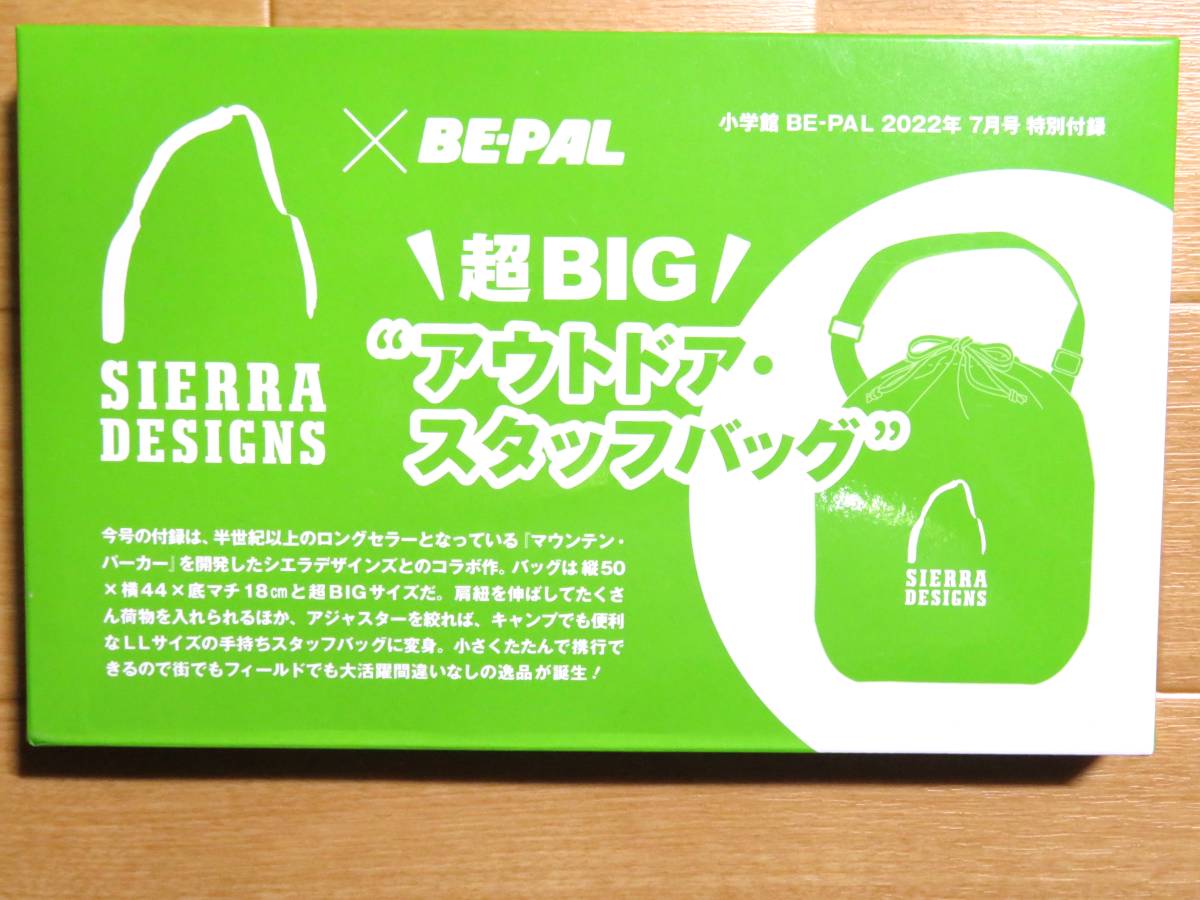 × BE-PAL
小学館 BE-PAL 2022年 7月号 特別付録
超BIG
“アウトドア・
スタッフバッグ”
SIERRA
DESIGNS
今号の付録は、半世紀以上のロングセラーとなっている『マウンテン・
パーカー』を開発したシエラデザインズとのコラボ作。バッグは縦50
×横44×底マチ18㎝と超BIGサイズだ。肩紐を伸ばしてたくさ
ん荷物を入れられるほか、アジャスターを絞れば、キャンプでも便利
なLLサイズの手持ちスタッフバッグに変身。小さくたたんで携行で
きるので街でもフィールドでも大活躍間違いなしの逸品が誕生！
SIERRA
DESIGNS